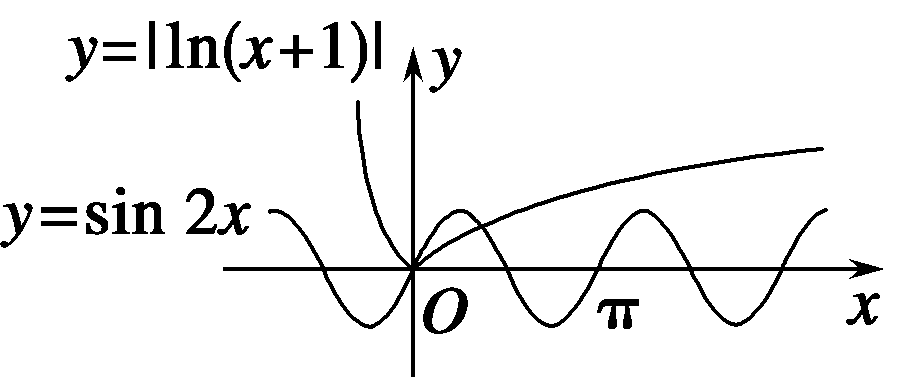 y=|ln(x+1)|
y
y=sin 2x
O
π
x